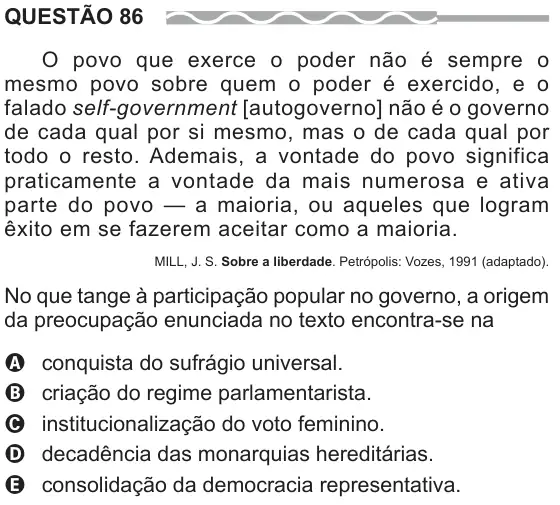 QUESTÃO 86
O povo que exerce o poder não é sempre o
mesmo povo sobre quem o poder é exercido, e o
falado self-government [autogoverno] não é o governo
de cada qual por si mesmo, mas o de cada qual por
todo o resto. Ademais, a vontade do povo significa
praticamente a vontade da mais numerosa e ativa
parte do povo — a maioria, ou aqueles que logram
êxito em se fazerem aceitar como a maioria.
MILL, J. S. Sobre a liberdade. Petrópolis: Vozes, 1991 (adaptado).
No que tange à participação popular no governo, a origem
da preocupação enunciada no texto encontra-se na
A conquista do sufrágio universal.
B criação do regime parlamentarista.
C institucionalização do voto feminino.
D decadência das monarquias hereditárias.
E consolidação da democracia representativa.